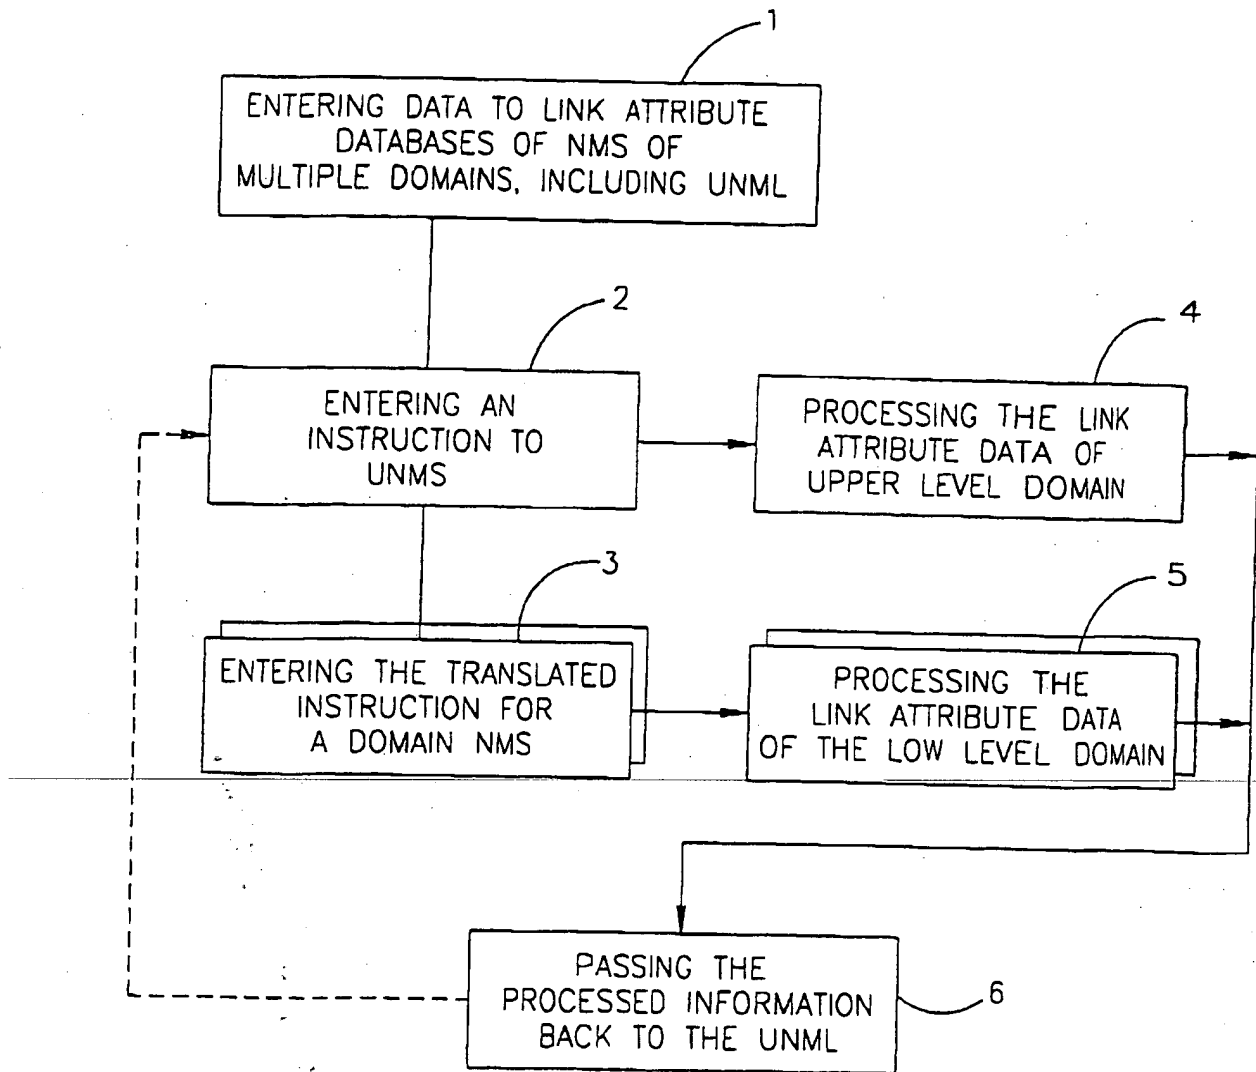 1
ENTERING DATA TO LINK ATTRIBUTE
DATABASES OF NMS OF
MULTIPLE DOMAINS, INCLUDING UNML
2
ENTERING AN
INSTRUCTION TO
UNMS
4
PROCESSING THE LINK
ATTRIBUTE DATA OF
UPPER LEVEL DOMAIN
3
ENTERING THE TRANSLATED
INSTRUCTION FOR
A DOMAIN NMS
5
PROCESSING THE
LINK ATTRIBUTE DATA
OF THE LOW LEVEL DOMAIN
PASSING THE
PROCESSED INFORMATION
BACK TO THE UNML
6